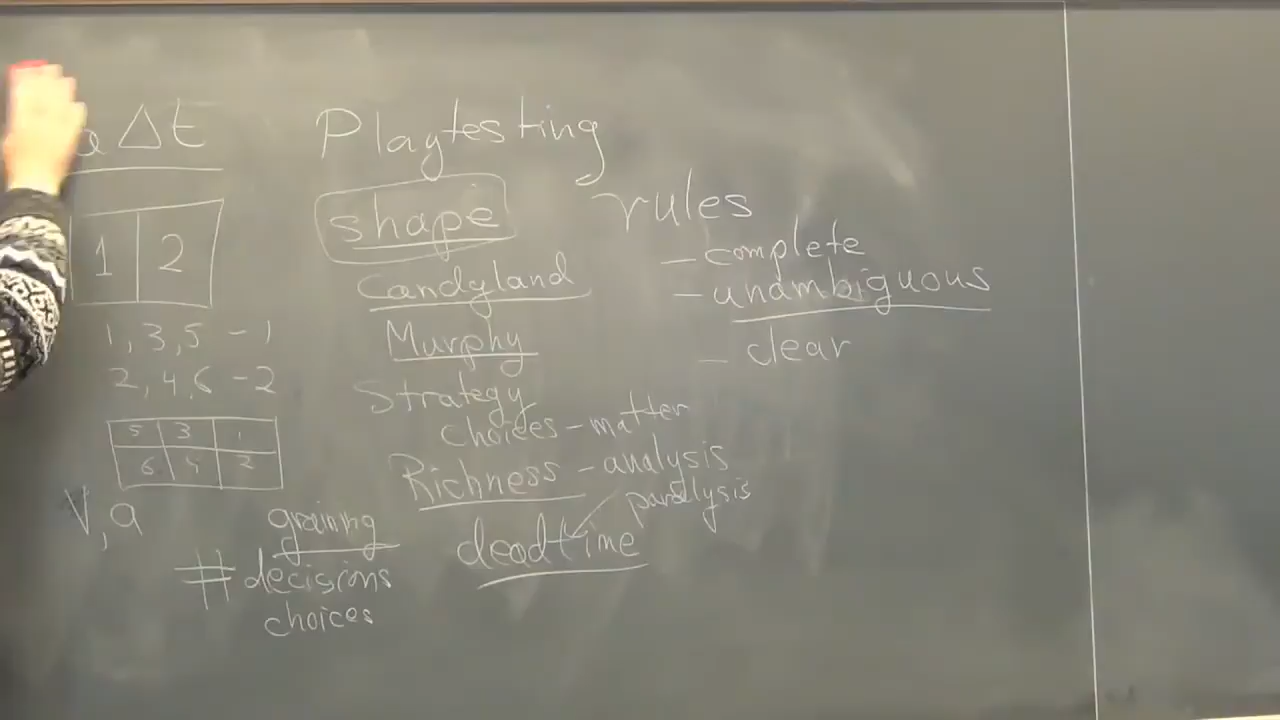 a Δt
1 2
1, 3, 5 - 1
2, 4, 6 - 2
5 3 1
6 4 2
V, a
graining
# decisions
choices
Playtesting
shape
Candyland
Murphy
Strategy
choices - matter
Richness - analysis
paralysis
deadtime
rules
- complete
- unambiguous
- clear